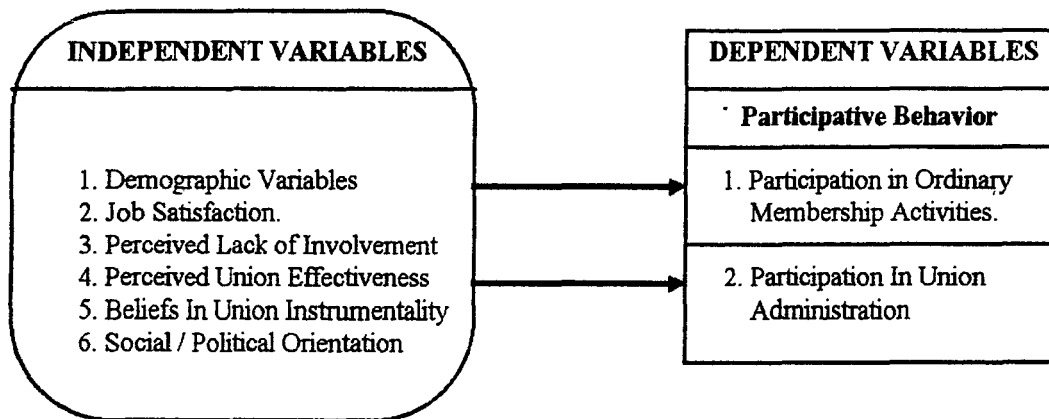 INDEPENDENT VARIABLES
1. Demographic Variables
2. Job Satisfaction.
3. Perceived Lack of Involvement
4. Perceived Union Effectiveness
5. Beliefs In Union Instrumentality
6. Social / Political Orientation
DEPENDENT VARIABLES
Participative Behavior
1. Participation in Ordinary
Membership Activities.
2. Participation In Union
Administration